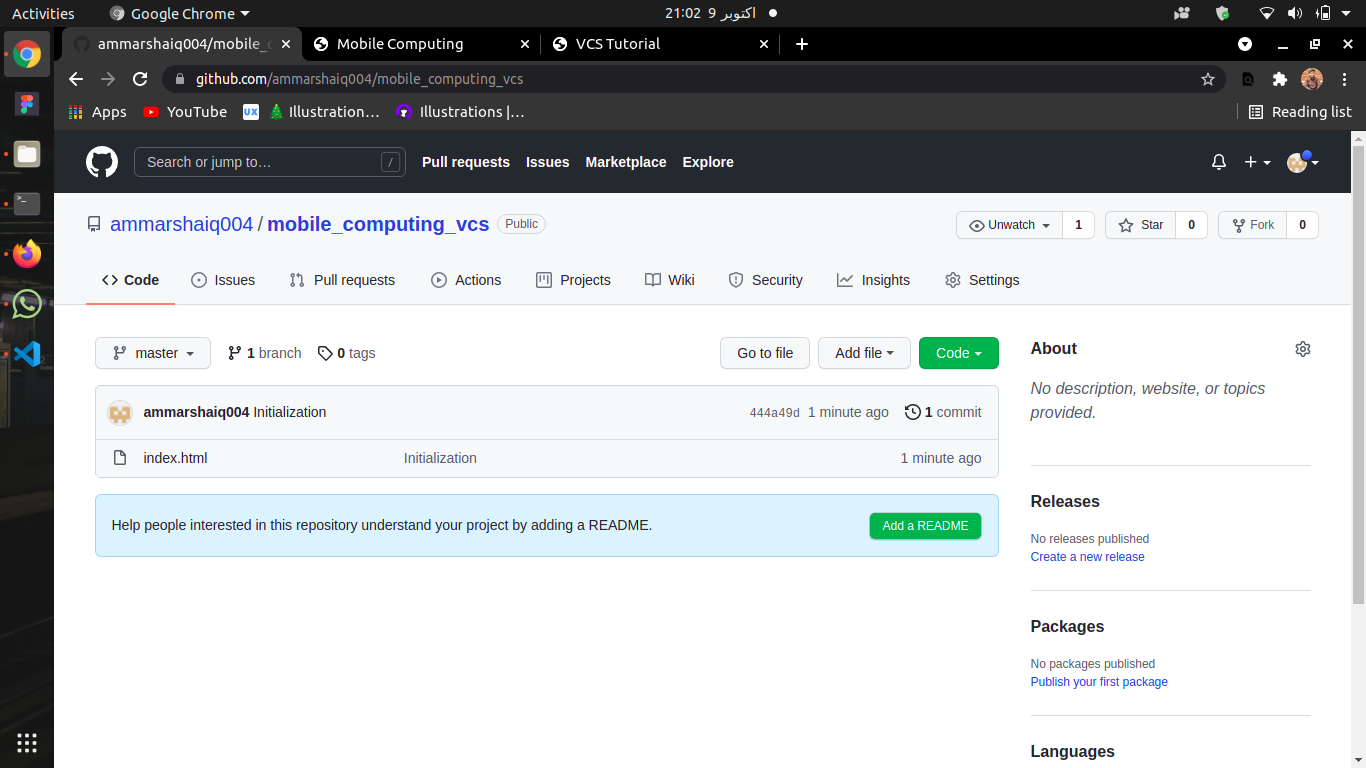 Activities Google Chrome 21:02 9 اکتوبر
ammarshaiq004/mobile_c Mobile Computing VCS Tutorial
github.com/ammarshaiq004/mobile_computing_vcs
Apps YouTube UX Illustration… Illustrations |… Reading list
Search or jump to… / Pull requests Issues Marketplace Explore
ammarshaiq004 / mobile_computing_vcs Public Unwatch 1 Star 0 Fork 0
Code Issues Pull requests Actions Projects Wiki Security Insights Settings
master 1 branch 0 tags Go to file Add file Code
ammarshaiq004 Initialization 444a49d 1 minute ago 1 commit
index.html Initialization 1 minute ago
Help people interested in this repository understand your project by adding a README. Add a README
About
No description, website, or topics
provided.
Releases
No releases published
Create a new release
Packages
No packages published
Publish your first package
Languages